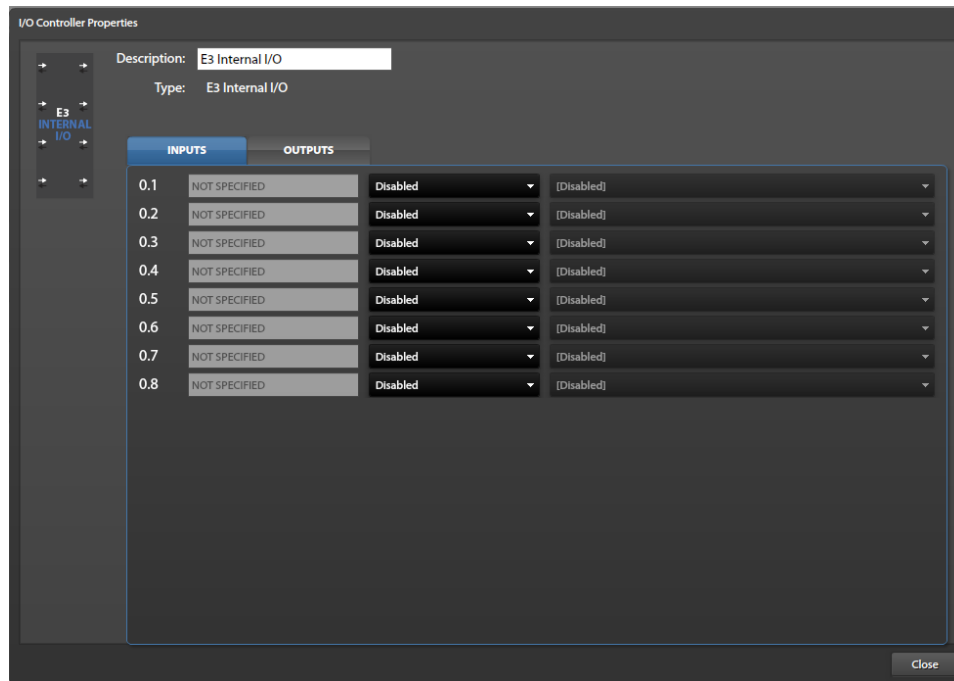 I/O Controller Properties
Description: E3 Internal I/O
Type: E3 Internal I/O
E3
INTERNAL
I/O
INPUTS OUTPUTS
0.1 NOT SPECIFIED Disabled [Disabled]
0.2 NOT SPECIFIED Disabled [Disabled]
0.3 NOT SPECIFIED Disabled [Disabled]
0.4 NOT SPECIFIED Disabled [Disabled]
0.5 NOT SPECIFIED Disabled [Disabled]
0.6 NOT SPECIFIED Disabled [Disabled]
0.7 NOT SPECIFIED Disabled [Disabled]
0.8 NOT SPECIFIED Disabled [Disabled]
Close